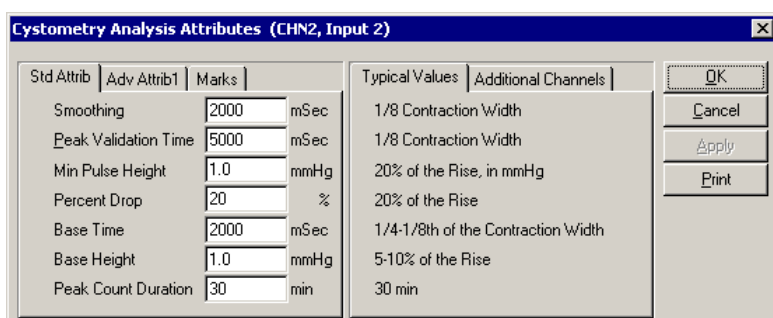 Cystometry Analysis Attributes (CHN2, Input 2)
Std Attrib Adv Attrib1 Marks Typical Values Additional Channels OK
Smoothing 2000 mSec 1/8 Contraction Width Cancel
Peak Validation Time 5000 mSec 1/8 Contraction Width Apply
Min Pulse Height 1.0 mmHg 20% of the Rise, in mmHg Print
Percent Drop 20 % 20% of the Rise
Base Time 2000 mSec 1/4-1/8th of the Contraction Width
Base Height 1.0 mmHg 5-10% of the Rise
Peak Count Duration 30 min 30 min